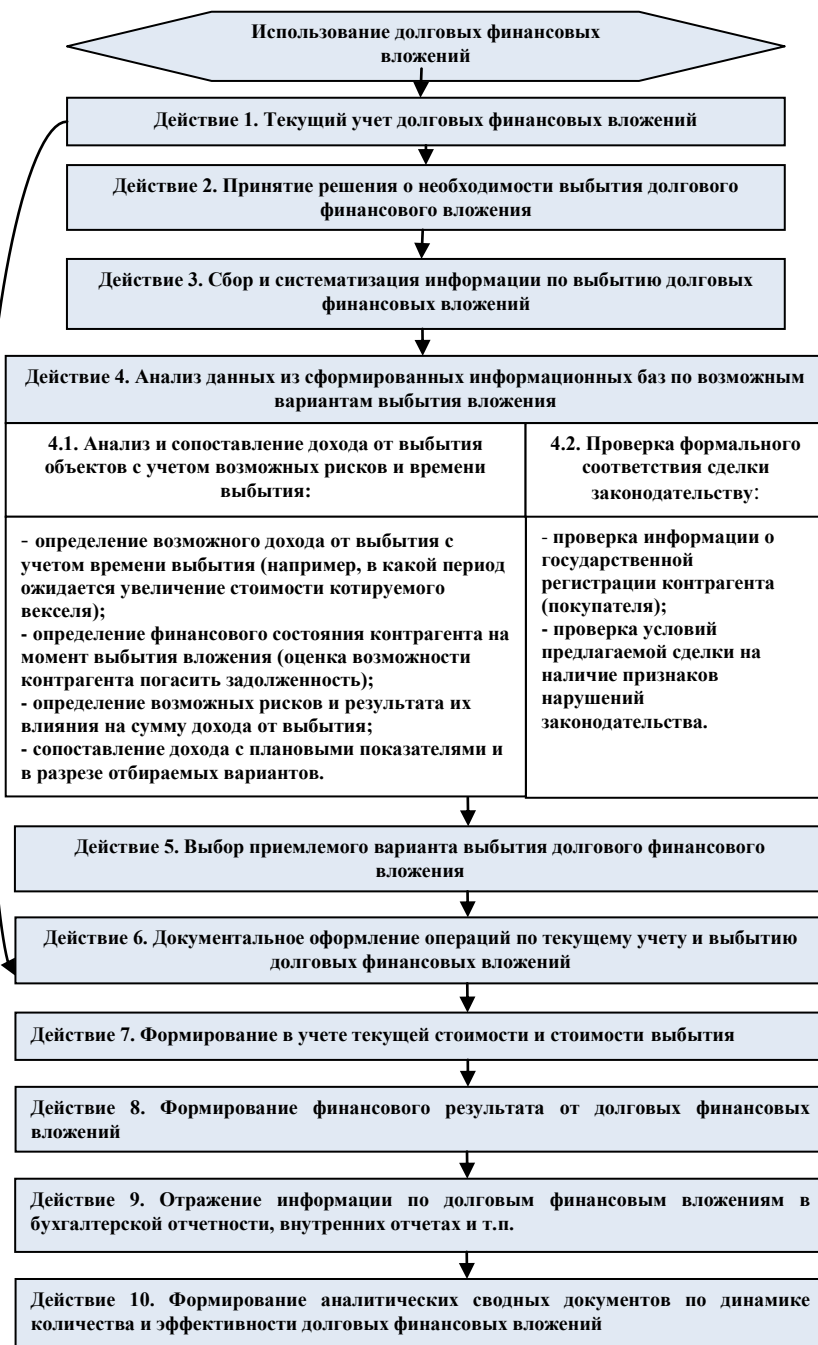 Использование долговых финансовых
вложений
Действие 1. Текущий учет долговых финансовых вложений
Действие 2. Принятие решения о необходимости выбытия долгового
финансового вложения
Действие 3. Сбор и систематизация информации по выбытию долговых
финансовых вложений
Действие 4. Анализ данных из сформированных информационных баз по возможным
вариантам выбытия вложения
4.1. Анализ и сопоставление дохода от выбытия
объектов с учетом возможных рисков и времени
выбытия:
4.2. Проверка формального
соответствия сделки
законодательству:
- определение возможного дохода от выбытия с
учетом времени выбытия (например, в какой период
ожидается увеличение стоимости котируемого
векселя);
- определение финансового состояния контрагента на
момент выбытия вложения (оценка возможности
контрагента погасить задолженность);
- определение возможных рисков и результата их
влияния на сумму дохода от выбытия;
- сопоставление дохода с плановыми показателями и
в разрезе отбираемых вариантов.
- проверка информации о
государственной
регистрации контрагента
(покупателя);
- проверка условий
предлагаемой сделки на
наличие признаков
нарушений
законодательства.
Действие 5. Выбор приемлемого варианта выбытия долгового финансового
вложения
Действие 6. Документальное оформление операций по текущему учету и выбытию
долговых финансовых вложений
Действие 7. Формирование в учете текущей стоимости и стоимости выбытия
Действие 8. Формирование финансового результата от долговых финансовых
вложений
Действие 9. Отражение информации по долговым финансовым вложениям в
бухгалтерской отчетности, внутренних отчетах и т.п.
Действие 10. Формирование аналитических сводных документов по динамике
количества и эффективности долговых финансовых вложений